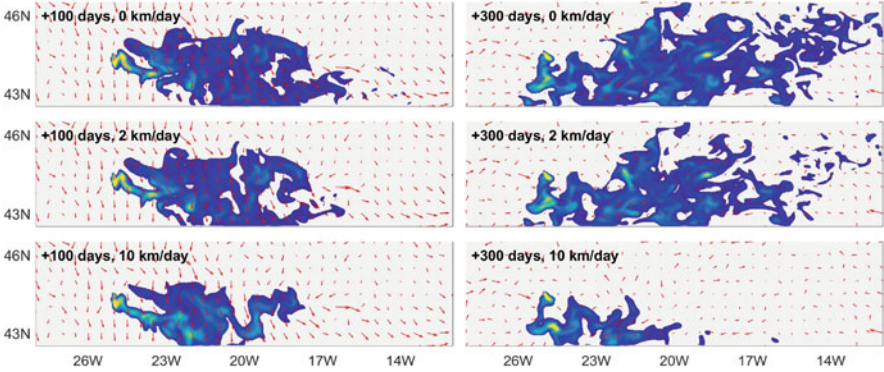 46N +100 days, 0 km/day +300 days, 0 km/day
43N
46N +100 days, 2 km/day +300 days, 2 km/day
43N
46N +100 days, 10 km/day +300 days, 10 km/day
43N
26W 23W 20W 17W 14W 26W 23W 20W 17W 14W